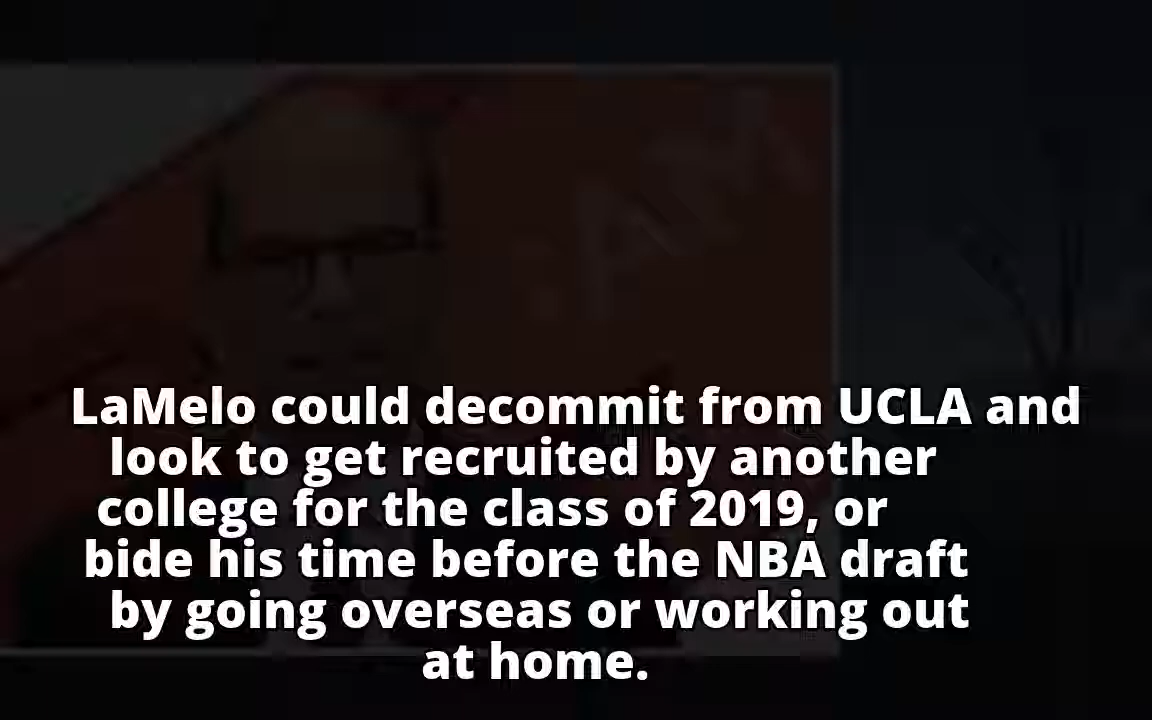 LaMelo could decommit from UCLA and
look to get recruited by another
college for the class of 2019, or
bide his time before the NBA draft
by going overseas or working out
at home.